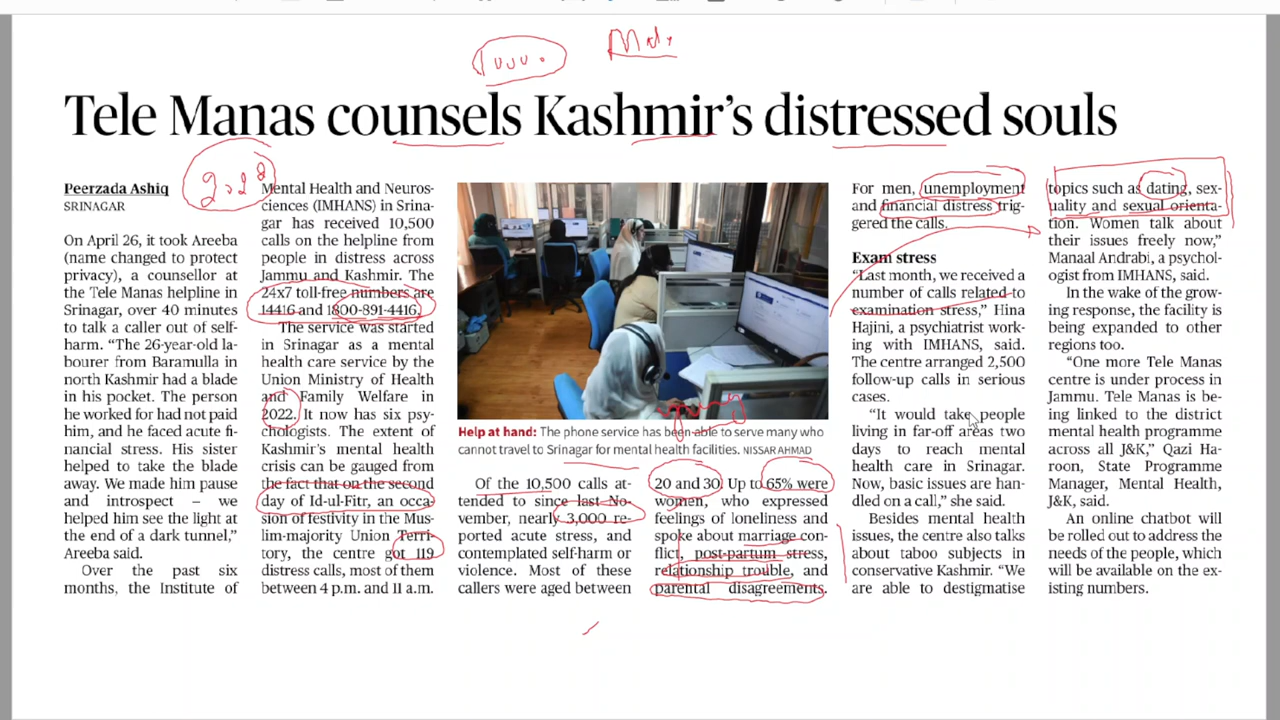 Tele Manas counsels Kashmir's distressed souls
Peerzada Ashiq
SRINAGAR
On April 26, it took Areeba
(name changed to protect
privacy), a counsellor at
the Tele Manas helpline in
Srinagar, over 40 minutes
to talk a caller out of self-
harm. “The 26-year-old la-
bourer from Baramulla in
north Kashmir had a blade
in his pocket. The person
he worked for had not paid
him, and he faced acute fi-
nancial stress. His sister
helped to take the blade
away. We made him pause
and introspect – we
helped him see the light at
the end of a dark tunnel,”
Areeba said.
Over the past six
months, the Institute of
Mental Health and Neuros-
ciences (IMHANS) in Srina-
gar has received 10,500
calls on the helpline from
people in distress across
Jammu and Kashmir. The
24x7 toll-free numbers are
14416 and 1800-891-4416.
The service was started
in Srinagar as a mental
health care service by the
Union Ministry of Health
and Family Welfare in
2022. It now has six psy-
chologists. The extent of
Kashmir's mental health
crisis can be gauged from
the fact that on the second
day of Id-ul-Fitr, an occa-
sion of festivity in the Mus-
lim-majority Union Terri-
tory, the centre got 119
distress calls, most of them
between 4 p.m. and 11 a.m.
Help at hand: The phone service has been able to serve many who
cannot travel to Srinagar for mental health facilities. NISSAR AHMAD
Of the 10,500 calls at-
tended to since last No-
vember, nearly 3,000 re-
ported acute stress, and
contemplated self-harm or
violence. Most of these
callers were aged between
20 and 30. Up to 65% were
women, who expressed
feelings of loneliness and
spoke about marriage con-
flict, post-partum stress,
relationship trouble, and
parental disagreements.
For men, unemployment
and financial distress trig-
gered the calls.
Exam stress
“Last month, we received a
number of calls related to
examination stress,” Hina
Hajini, a psychiatrist work-
ing with IMHANS, said.
The centre arranged 2,500
follow-up calls in serious
cases.
“It would take people
living in far-off areas two
days to reach mental
health care in Srinagar.
Now, basic issues are han-
dled on a call,” she said.
Besides mental health
issues, the centre also talks
about taboo subjects in
conservative Kashmir. “We
are able to destigmatise
topics such as dating, sex-
uality and sexual orienta-
tion. Women talk about
their issues freely now,”
Manaal Andrabi, a psychol-
ogist from IMHANS, said.
In the wake of the grow-
ing response, the facility is
being expanded to other
regions too.
“One more Tele Manas
centre is under process in
Jammu. Tele Manas is be-
ing linked to the district
mental health programme
across all J&K,” Qazi Ha-
roon, State Programme
Manager, Mental Health,
J&K, said.
An online chatbot will
be rolled out to address the
needs of the people, which
will be available on the ex-
isting numbers.